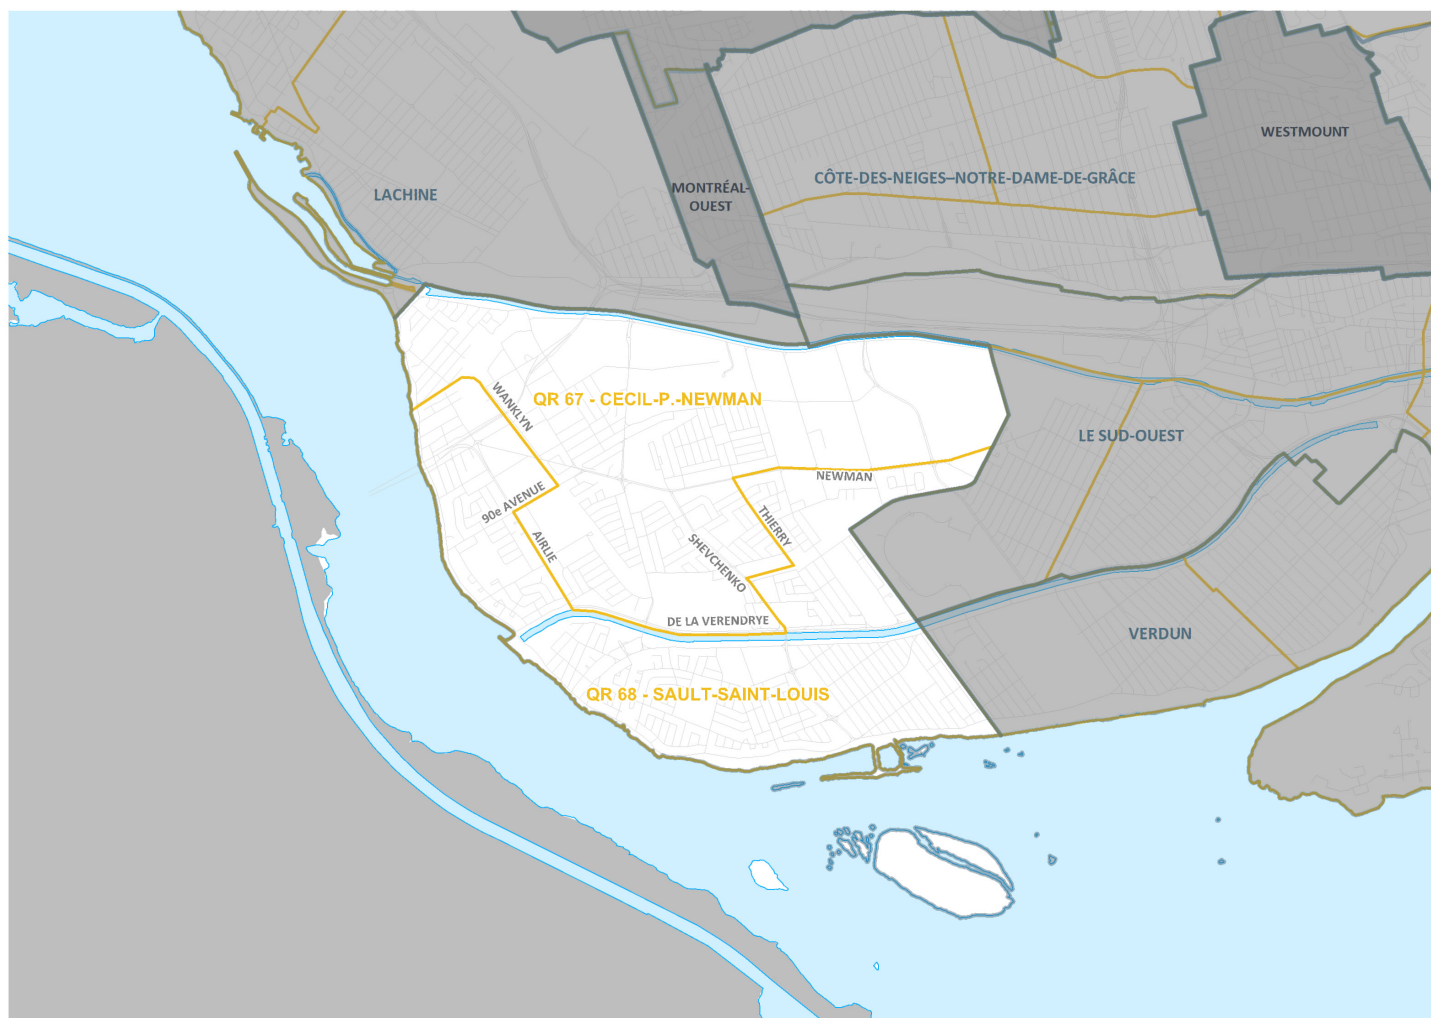 WESTMOUNT
CÔTE-DES-NEIGES–NOTRE-DAME-DE-GRÂCE
LACHINE
MONTRÉAL-
OUEST
WANKLYN
QR 67 - CECIL-P.-NEWMAN
LE SUD-OUEST
NEWMAN
90e AVENUE
THIERRY
AIRLIE
SHEVCHENKO
DE LA VERENDRYE
VERDUN
QR 68 - SAULT-SAINT-LOUIS